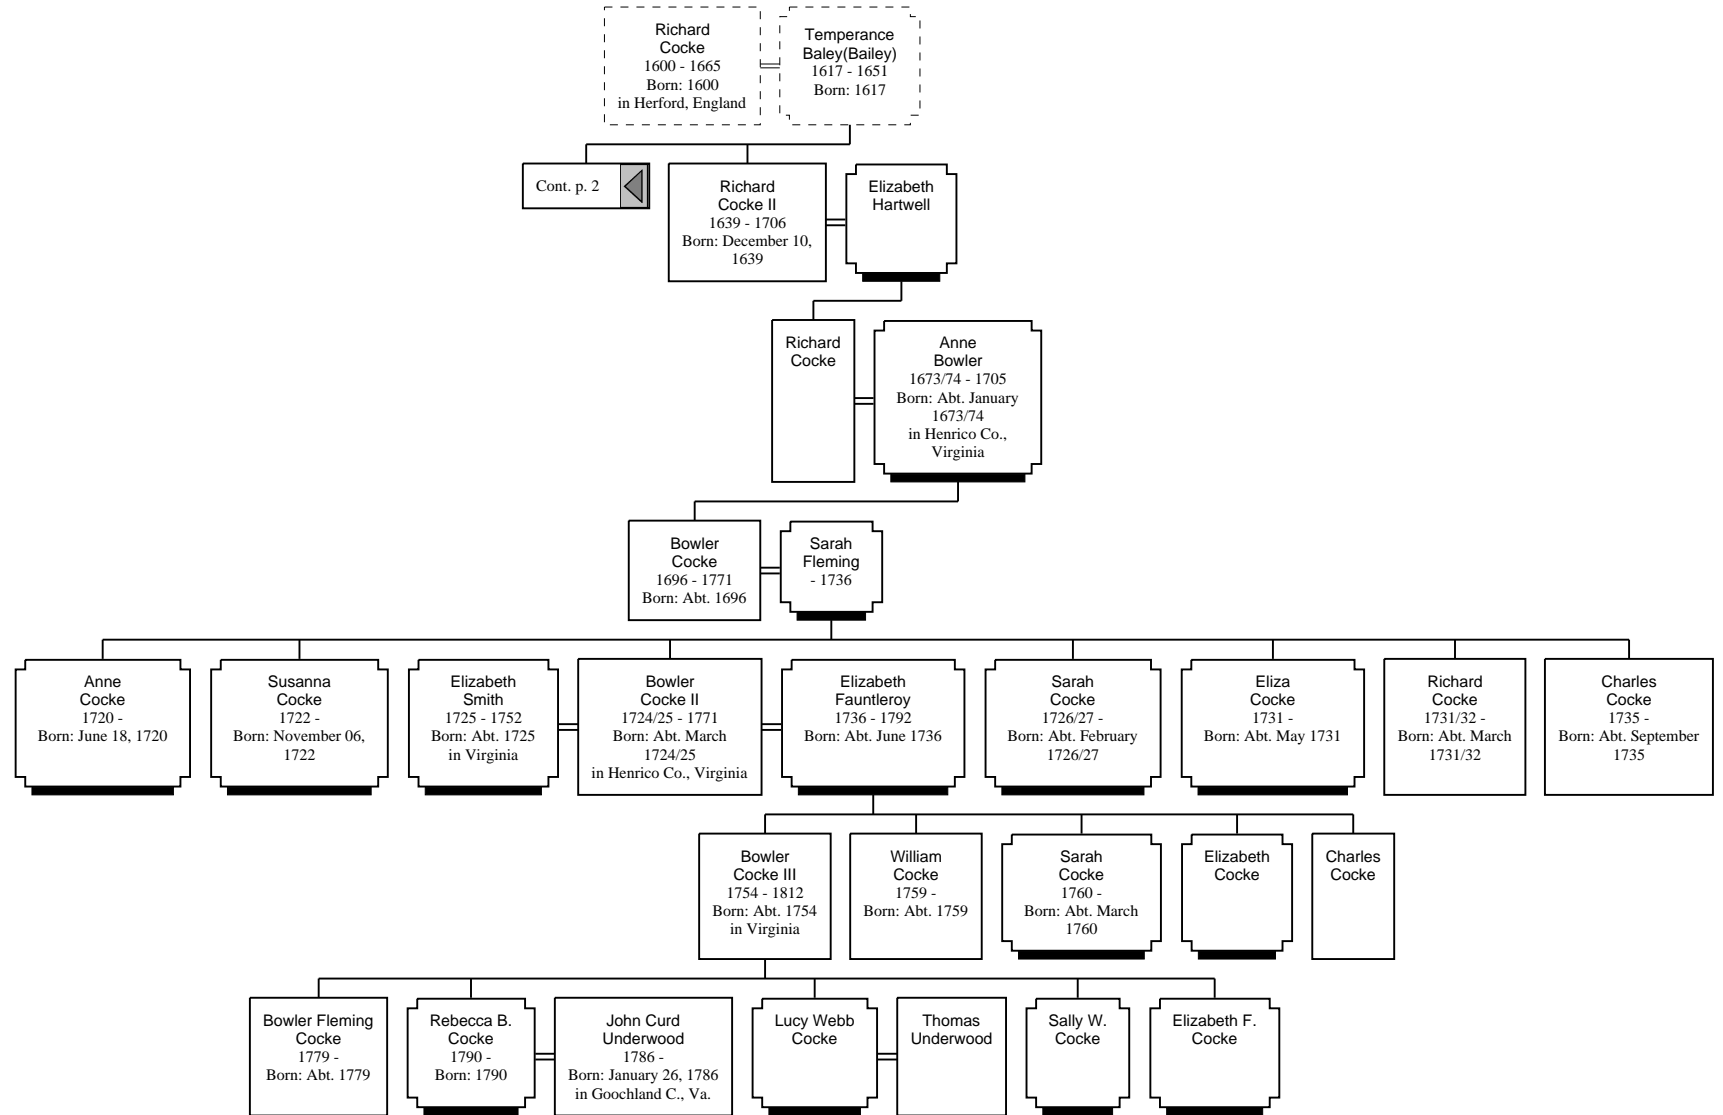 Richard
Cocke
1600 - 1665
Born: 1600
in Herford, England
Temperance
Baley(Bailey)
1617 - 1651
Born: 1617
Cont. p. 2
Richard
Cocke II
1639 - 1706
Born: December 10,
1639
Elizabeth
Hartwell
Richard
Cocke
Anne
Bowler
1673/74 - 1705
Born: Abt. January
1673/74
in Henrico Co.,
Virginia
Bowler
Cocke
1696 - 1771
Born: Abt. 1696
Sarah
Fleming
- 1736
Anne
Cocke
1720 -
Born: June 18, 1720
Susanna
Cocke
1722 -
Born: November 06,
1722
Elizabeth
Smith
1725 - 1752
Born: Abt. 1725
in Virginia
Bowler
Cocke II
1724/25 - 1771
Born: Abt. March
1724/25
in Henrico Co., Virginia
Elizabeth
Fauntleroy
1736 - 1792
Born: Abt. June 1736
Sarah
Cocke
1726/27 -
Born: Abt. February
1726/27
Eliza
Cocke
1731 -
Born: Abt. May 1731
Richard
Cocke
1731/32 -
Born: Abt. March
1731/32
Charles
Cocke
1735 -
Born: Abt. September
1735
Bowler
Cocke III
1754 - 1812
Born: Abt. 1754
in Virginia
William
Cocke
1759 -
Born: Abt. 1759
Sarah
Cocke
1760 -
Born: Abt. March
1760
Elizabeth
Cocke
Charles
Cocke
Bowler Fleming
Cocke
1779 -
Born: Abt. 1779
Rebecca B.
Cocke
1790 -
Born: 1790
John Curd
Underwood
1786 -
Born: January 26, 1786
in Goochland C., Va.
Lucy Webb
Cocke
Thomas
Underwood
Sally W.
Cocke
Elizabeth F.
Cocke